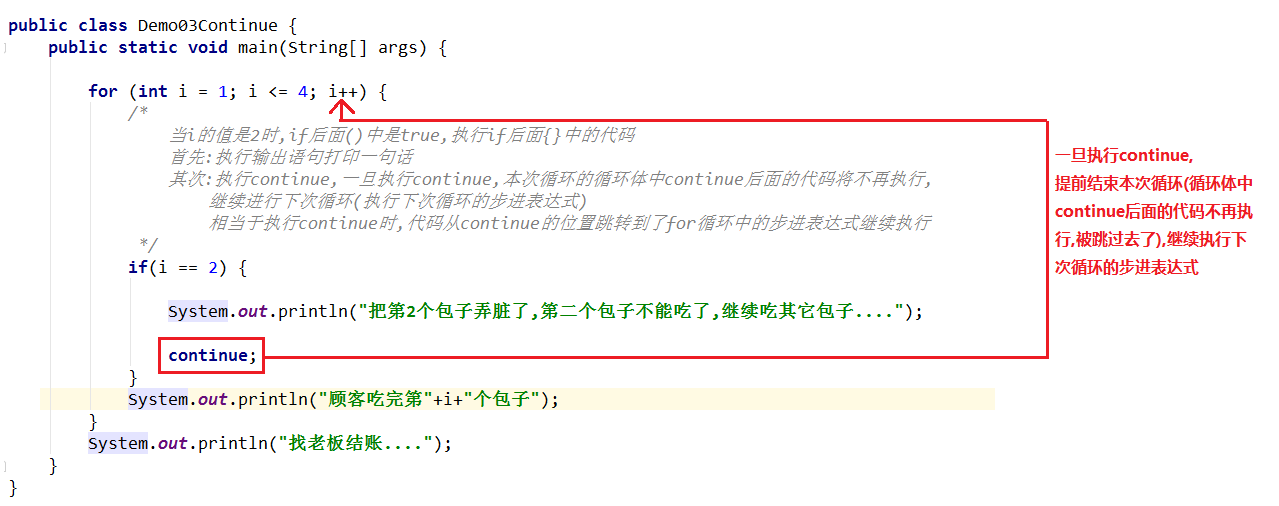 public class Demo03Continue {
public static void main(String[] args) {
for (int i = 1; i <= 4; i++) {
/*
当i的值是2时,if后面()中是true,执行if后面{}中的代码
首先:执行输出语句打印一句话
其次:执行continue,一旦执行continue,本次循环的循环体中continue后面的代码将不再执行,
继续进行下次循环(执行下次循环的步进表达式)
相当于执行continue时,代码从continue的位置跳转到了for循环中的步进表达式继续执行
*/
if(i == 2) {
System.out.println("把第2个包子弄脏了,第二个包子不能吃了,继续吃其它包子....");
continue;
}
System.out.println("顾客吃完第"+i+"个包子");
}
System.out.println("找老板结账....");
}
}
一旦执行continue,
提前结束本次循环(循环体中
continue后面的代码不再执
行,被跳过去了),继续执行下
次循环的步进表达式